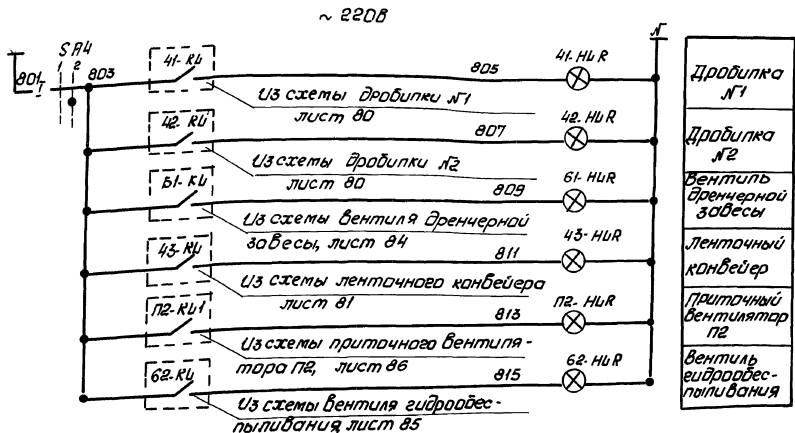 ~ 220В
N
801
SA4
1 2
803
41-KL
805
41-HLR
Из схемы дробилки №1
лист 80
Дробилка
№1
42-KL
807
42-HLR
Из схемы дробилки №2
лист 80
Дробилка
№2
61-KL
809
61-HLR
Из схемы вентиля дренчерной
завесы, лист 84
Вентиль
дренчерной
завесы
43-KL
811
43-HLR
Из схемы ленточного конвейера
лист 81
Ленточный
конвейер
П2-KL1
813
П2-HLR
Из схемы приточного вентиля-
тора П2, лист 86
Приточный
вентилятор
П2
62-KL
815
62-HLR
Из схемы вентиля гидрообес-
пыливания лист 85
Вентиль
гидрообес-
пыливания